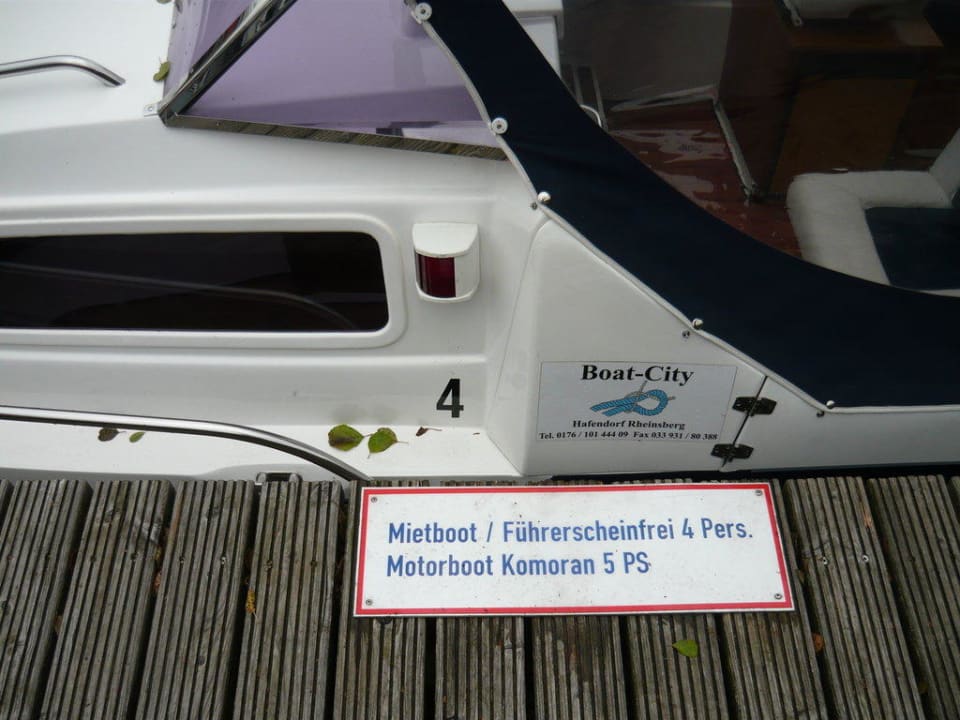 4
Boat-City
Hafendorf Rheinsberg
Tel. 0176 / 101 444 09 Fax 033 931 / 80 388
Mietboot / Führerscheinfrei 4 Pers.
Motorboot Komoran 5 PS